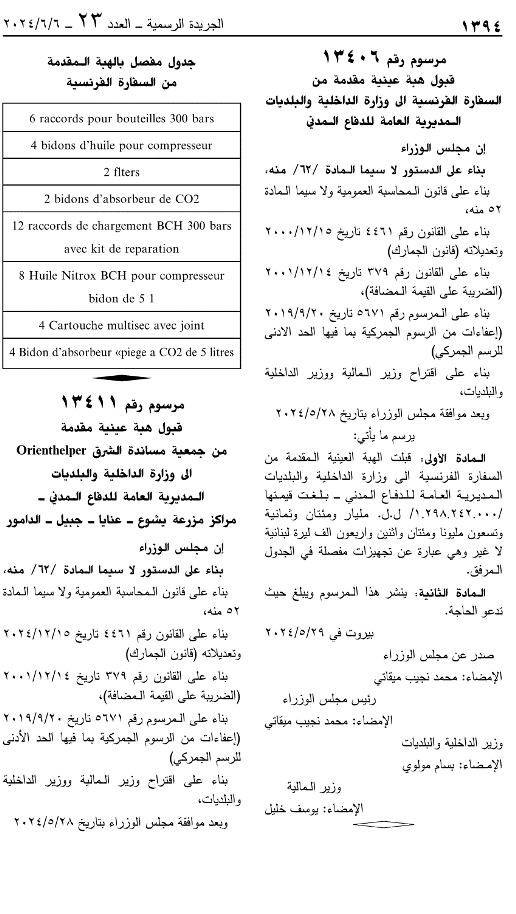 ١٣٩٤
الجريدة الرسمية ـ العدد ٢٣ ـ ٢٠٢٤/٦/٦
مرسوم رقم ١٣٤٠٦
قبول هبة عينية مقدمة من
السفارة الفرنسية الى وزارة الداخلية والبلديات
المديرية العامة للدفاع المدني
إن مجلس الوزراء
بناء على الدستور لا سيما المادة /٦٢/ منه،
بناء على قانون المحاسبة العمومية ولا سيما المادة
٥٢ منه،
بناء على القانون رقم ٤٤٦١ تاريخ ٢٠٠٠/١٢/١٥
وتعديلاته (قانون الجمارك)
بناء على القانون رقم ٣٧٩ تاريخ ٢٠٠١/١٢/١٤
(الضريبة على القيمة المضافة)،
بناء على المرسوم رقم ٥٦٧١ تاريخ ٢٠١٩/٩/٢٠
(إعفاءات من الرسوم الجمركية بما فيها الحد الادنى
للرسم الجمركي)
بناء على اقتراح وزير المالية ووزير الداخلية
والبلديات،
وبعد موافقة مجلس الوزراء بتاريخ ٢٠٢٤/٥/٢٨
يرسم ما يأتي:
المادة الأولى: قبلت الهبة العينية المقدمة من
السفارة الفرنسية الى وزارة الداخلية والبلديات
المديرية العامة للدفاع المدني ـ بلغت قيمتها
/١.٢٩٨.٢٤٢.٠٠٠/ ل.ل. مليار ومئتان وثمانية
وتسعون مليونا ومئتان واثنين واربعون الف ليرة لبنانية
لا غير وهي عبارة عن تجهيزات مفصلة في الجدول
المرفق.
المادة الثانية: ينشر هذا المرسوم ويبلغ حيث
تدعو الحاجة.
بيروت في ٢٠٢٤/٥/٢٩
صدر عن مجلس الوزراء
الإمضاء: محمد نجيب ميقاتي
رئيس مجلس الوزراء
الإمضاء: محمد نجيب ميقاتي
وزير الداخلية والبلديات
الإمضاء: بسام مولوي
وزير المالية
الإمضاء: يوسف خليل
جدول مفصل بالهبة المقدمة
من السفارة الفرنسية
6 raccords pour bouteilles 300 bars
4 bidons d'huile pour compresseur
2 flters
2 bidons d'absorbeur de CO2
12 raccords de chargement BCH 300 bars
avec kit de reparation
8 Huile Nitrox BCH pour compresseur
bidon de 5 1
4 Cartouche multisec avec joint
4 Bidon d'absorbeur «piege a CO2 de 5 litres
مرسوم رقم ١٣٤١١
قبول هبة عينية مقدمة
من جمعية مساندة الشرق Orienthelper
الى وزارة الداخلية والبلديات
المديرية العامة للدفاع المدني ـ
مراكز مزرعة يشوع ـ عنايا ـ جبيل ـ الدامور
إن مجلس الوزراء
بناء على الدستور لا سيما المادة /٦٢/ منه،
بناء على قانون المحاسبة العمومية ولا سيما المادة
٥٢ منه،
بناء على القانون رقم ٤٤٦١ تاريخ ٢٠٢٤/١٢/١٥
وتعديلاته (قانون الجمارك)
بناء على القانون رقم ٣٧٩ تاريخ ٢٠٠١/١٢/١٤
(الضريبة على القيمة المضافة)،
بناء على المرسوم رقم ٥٦٧١ تاريخ ٢٠١٩/٩/٢٠
(إعفاءات من الرسوم الجمركية بما فيها الحد الأدنى
للرسم الجمركي)
بناء على اقتراح وزير المالية ووزير الداخلية
والبلديات،
وبعد موافقة مجلس الوزراء بتاريخ ٢٠٢٤/٥/٢٨